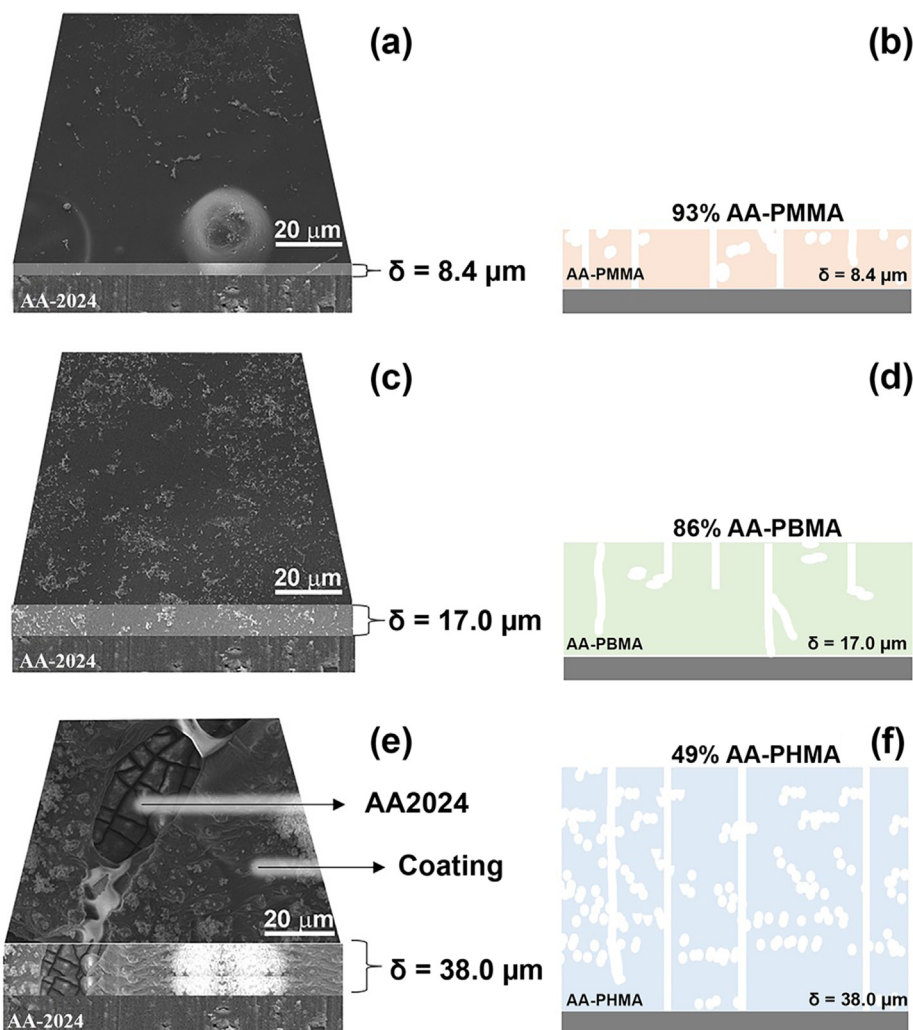 (a)
20 µm
δ = 8.4 µm
AA-2024
(b)
93% AA-PMMA
AA-PMMA
δ = 8.4 µm
(c)
20 µm
δ = 17.0 µm
AA-2024
(d)
86% AA-PBMA
AA-PBMA
δ = 17.0 µm
(e)
AA2024
Coating
20 µm
δ = 38.0 µm
AA-2024
(f)
49% AA-PHMA
AA-PHMA
δ = 38.0 µm